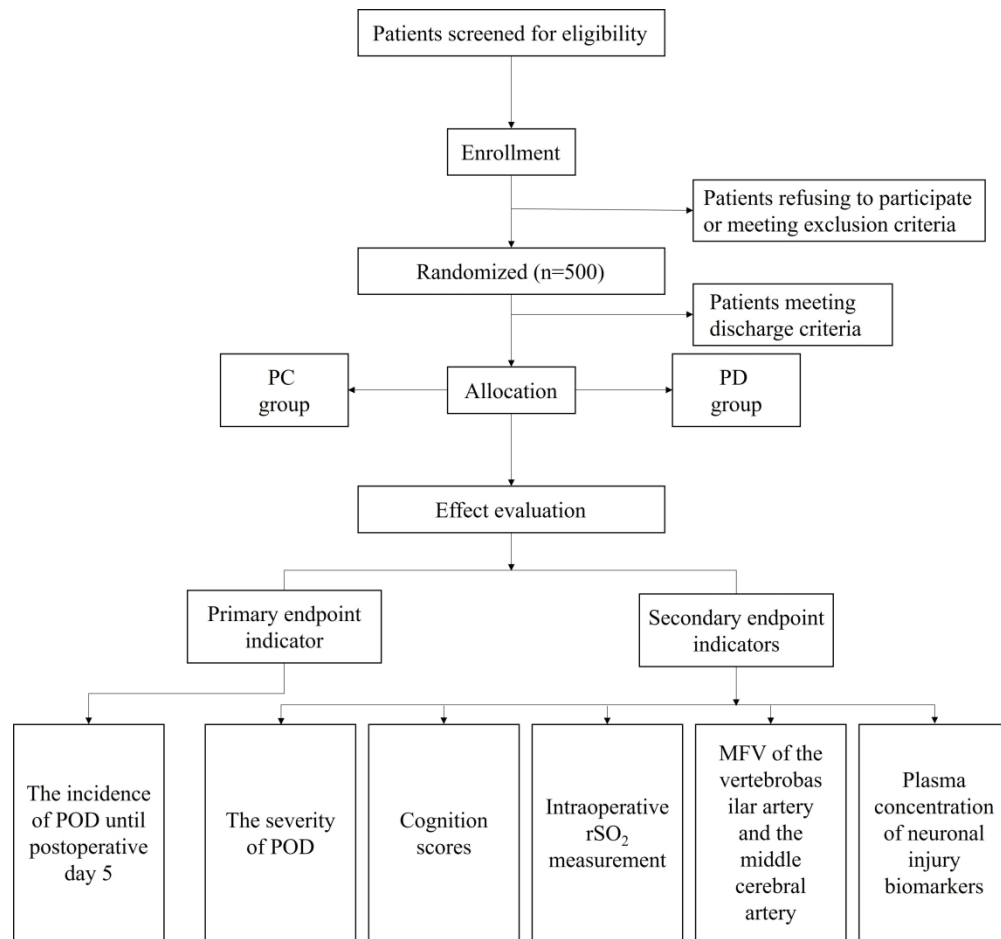 Patients screened for eligibility
Enrollment
Patients refusing to participate
or meeting exclusion criteria
Randomized (n=500)
Patients meeting
discharge criteria
PC
group
Allocation
PD
group
Effect evaluation
Primary endpoint
indicator
Secondary endpoint
indicators
The incidence
of POD until
postoperative
day 5
The severity
of POD
Cognition
scores
Intraoperative
rSO₂
measurement
MFV of the
vertebrobas
ilar artery
and the
middle
cerebral
artery
Plasma
concentration
of neuronal
injury
biomarkers